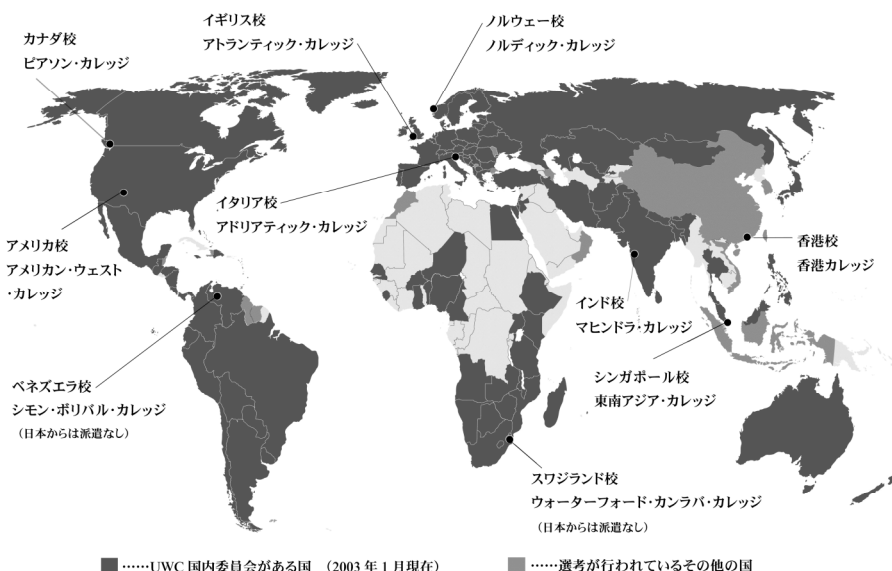 イギリス校
アトランティック・カレッジ
ノルウェー校
ノルディック・カレッジ
カナダ校
ピアソン・カレッジ
イタリア校
アドリアティック・カレッジ
アメリカ校
アメリカン・ウェスト
・カレッジ
香港校
香港カレッジ
インド校
マヒンドラ・カレッジ
シンガポール校
東南アジア・カレッジ
ベネズエラ校
シモン・ボリバル・カレッジ
（日本からは派遣なし）
スワジランド校
ウォーターフォード・カンラバ・カレッジ
（日本からは派遣なし）
……UWC 国内委員会がある国 （2003 年 1 月現在）
……選考が行われているその他の国